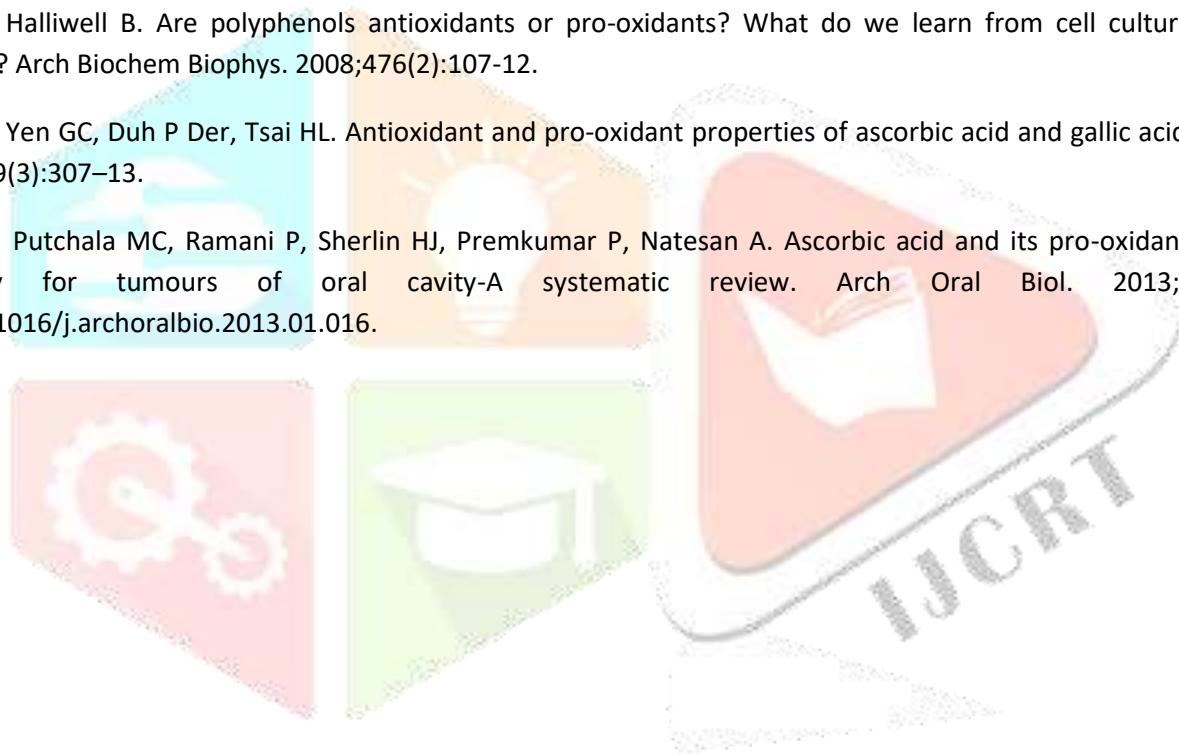 Halliwell B. Are polyphenols antioxidants or pro-oxidants? What do we learn from cell cultur
? Arch Biochem Biophys. 2008;476(2):107-12.
Yen GC, Duh P Der, Tsai HL. Antioxidant and pro-oxidant properties of ascorbic acid and gallic acid
9(3):307–13.
Putchala MC, Ramani P, Sherlin HJ, Premkumar P, Natesan A. Ascorbic acid and its pro-oxidan
for tumours of oral cavity-A systematic review. Arch Oral Biol. 2013;
1016/j.archoralbio.2013.01.016.
IJCRT